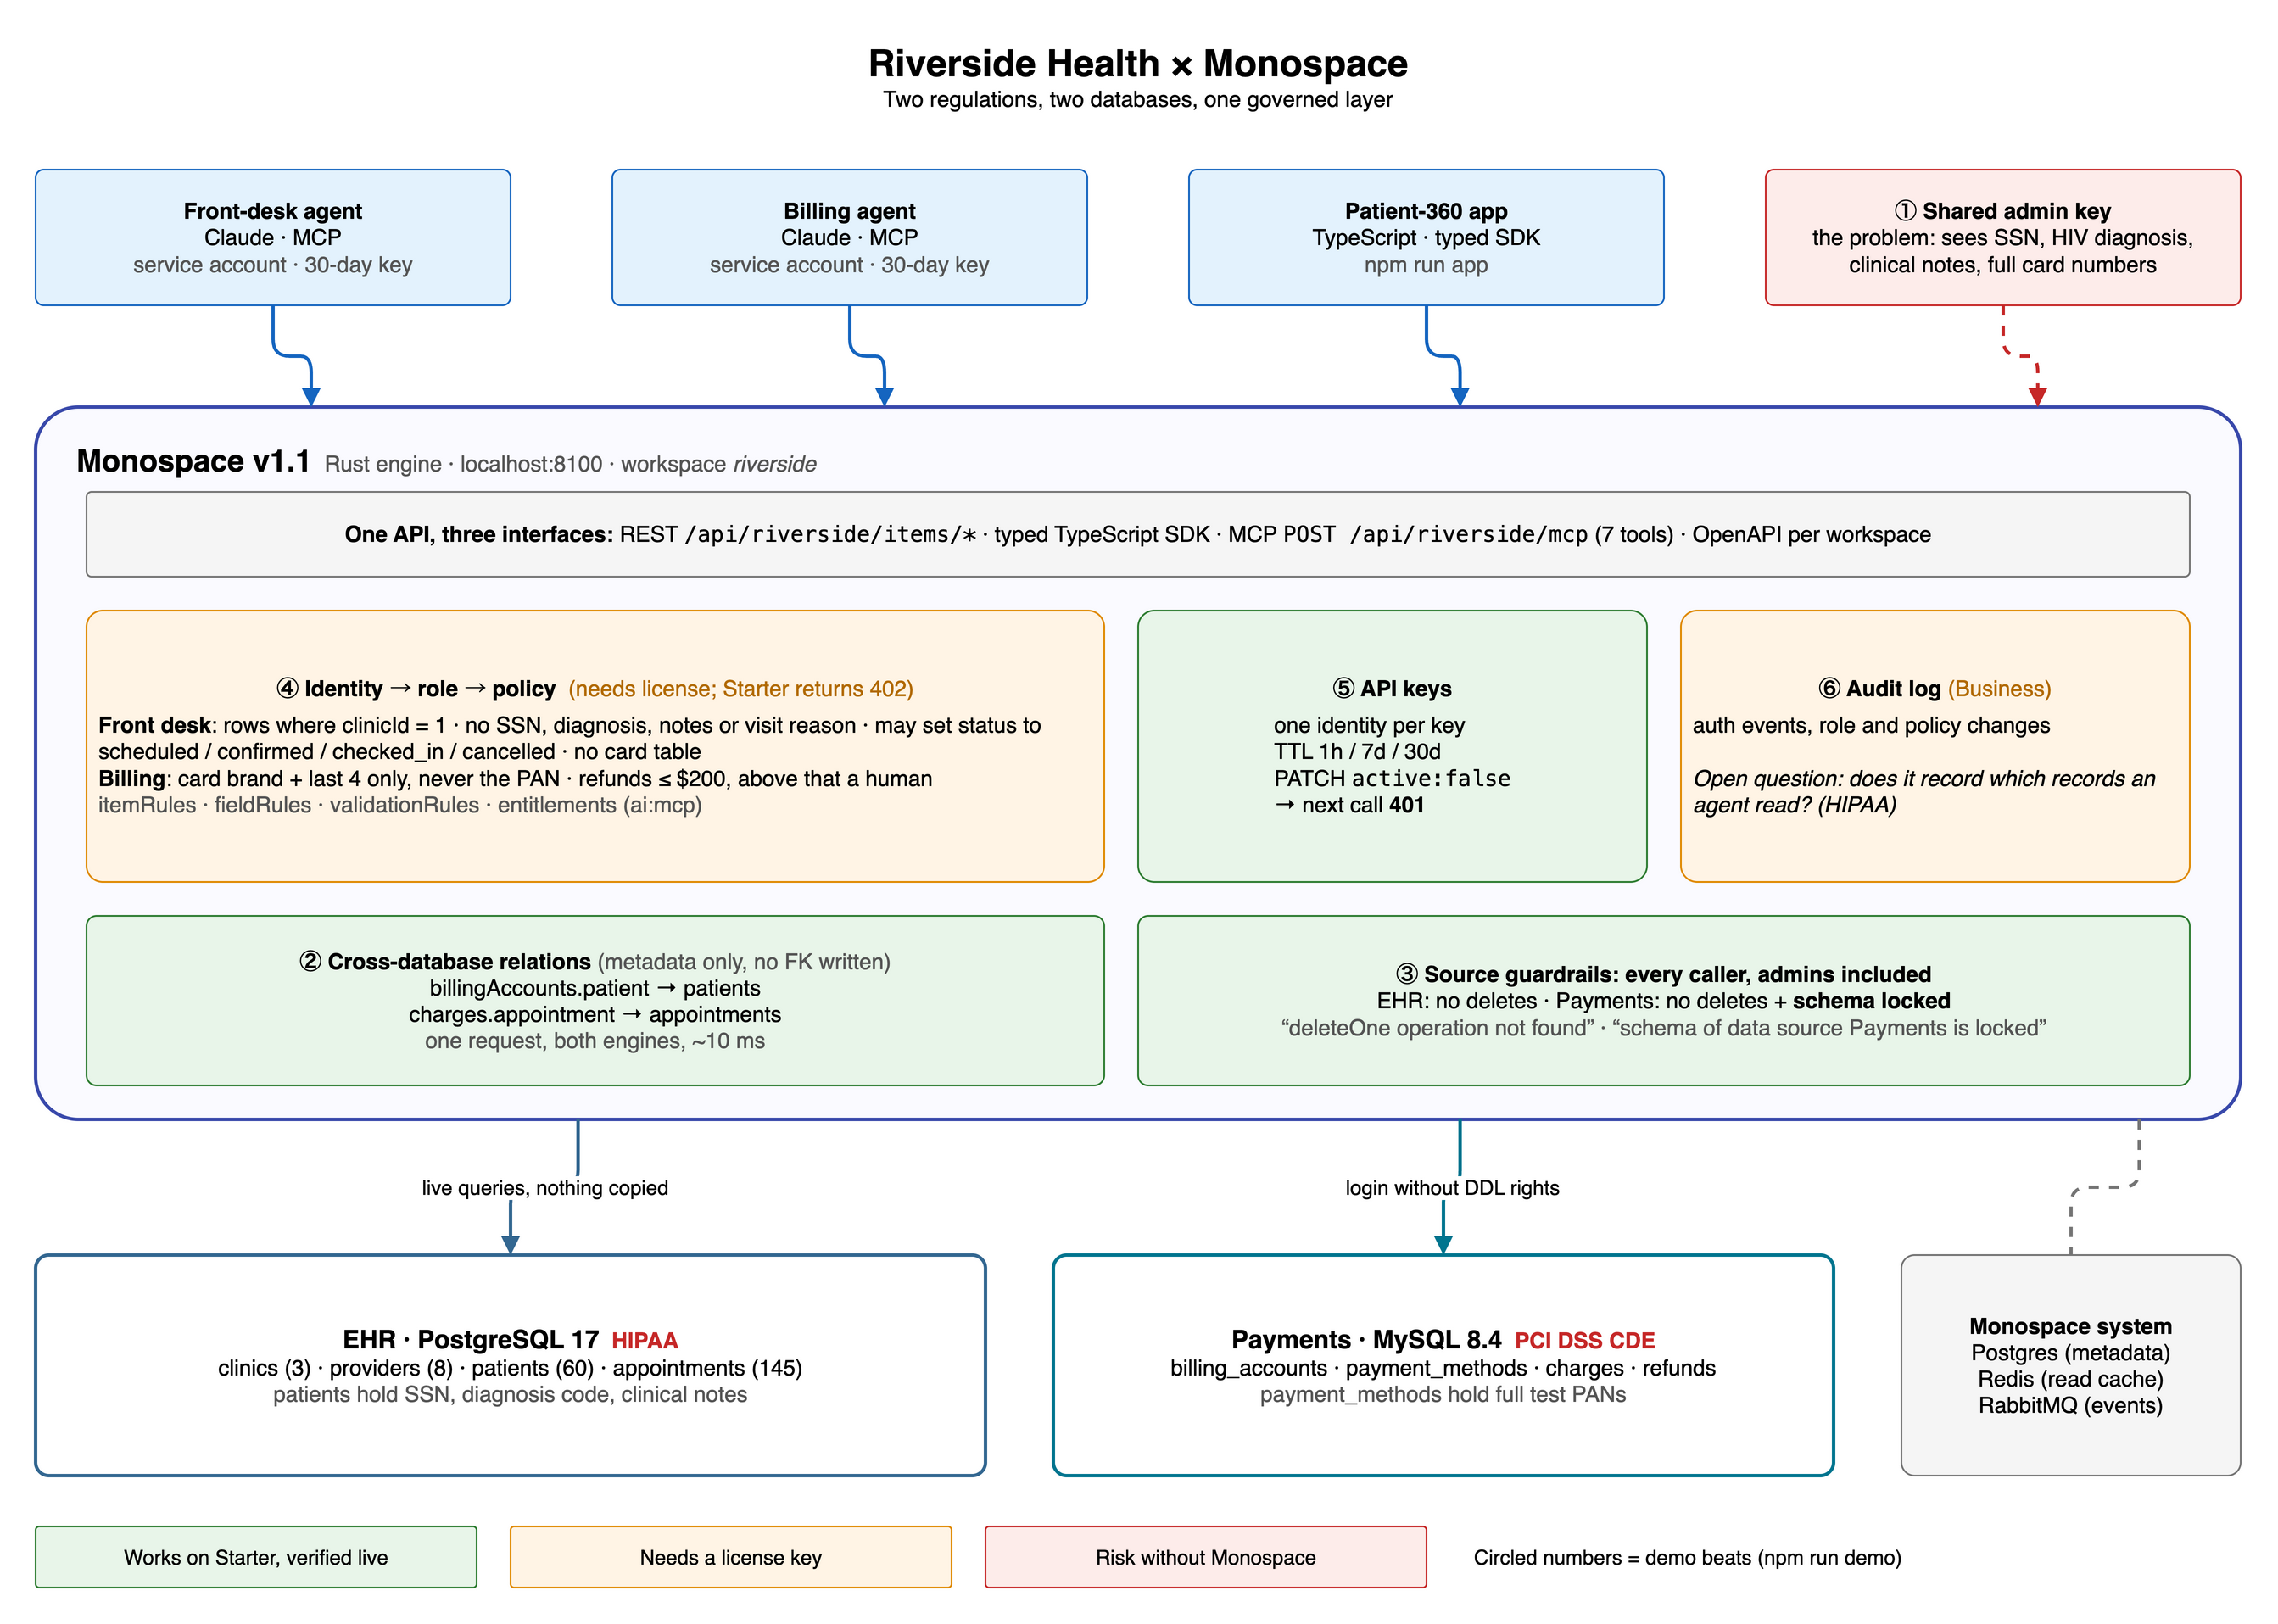 Riverside Health × Monospace
Two regulations, two databases, one governed layer
Front-desk agent
Claude · MCP
service account · 30-day key
Billing agent
Claude · MCP
service account · 30-day key
Patient-360 app
TypeScript · typed SDK
npm run app
① Shared admin key
the problem: sees SSN, HIV diagnosis,
clinical notes, full card numbers
Monospace v1.1 Rust engine · localhost:8100 · workspace riverside
One API, three interfaces: REST /api/riverside/items/* · typed TypeScript SDK · MCP POST /api/riverside/mcp (7 tools) · OpenAPI per workspace
④ Identity → role → policy (needs license; Starter returns 402)
Front desk: rows where clinicId = 1 · no SSN, diagnosis, notes or visit reason · may set status to
scheduled / confirmed / checked_in / cancelled · no card table
Billing: card brand + last 4 only, never the PAN · refunds ≤ $200, above that a human
itemRules · fieldRules · validationRules · entitlements (ai:mcp)
⑤ API keys
one identity per key
TTL 1h / 7d / 30d
PATCH active:false
→ next call 401
⑥ Audit log (Business)
auth events, role and policy changes
Open question: does it record which records an
agent read? (HIPAA)
② Cross-database relations (metadata only, no FK written)
billingAccounts.patient → patients
charges.appointment → appointments
one request, both engines, ~10 ms
③ Source guardrails: every caller, admins included
EHR: no deletes · Payments: no deletes + schema locked
“deleteOne operation not found” · “schema of data source Payments is locked”
live queries, nothing copied
login without DDL rights
EHR · PostgreSQL 17 HIPAA
clinics (3) · providers (8) · patients (60) · appointments (145)
patients hold SSN, diagnosis code, clinical notes
Payments · MySQL 8.4 PCI DSS CDE
billing_accounts · payment_methods · charges · refunds
payment_methods hold full test PANs
Monospace system
Postgres (metadata)
Redis (read cache)
RabbitMQ (events)
Works on Starter, verified live
Needs a license key
Risk without Monospace
Circled numbers = demo beats (npm run demo)